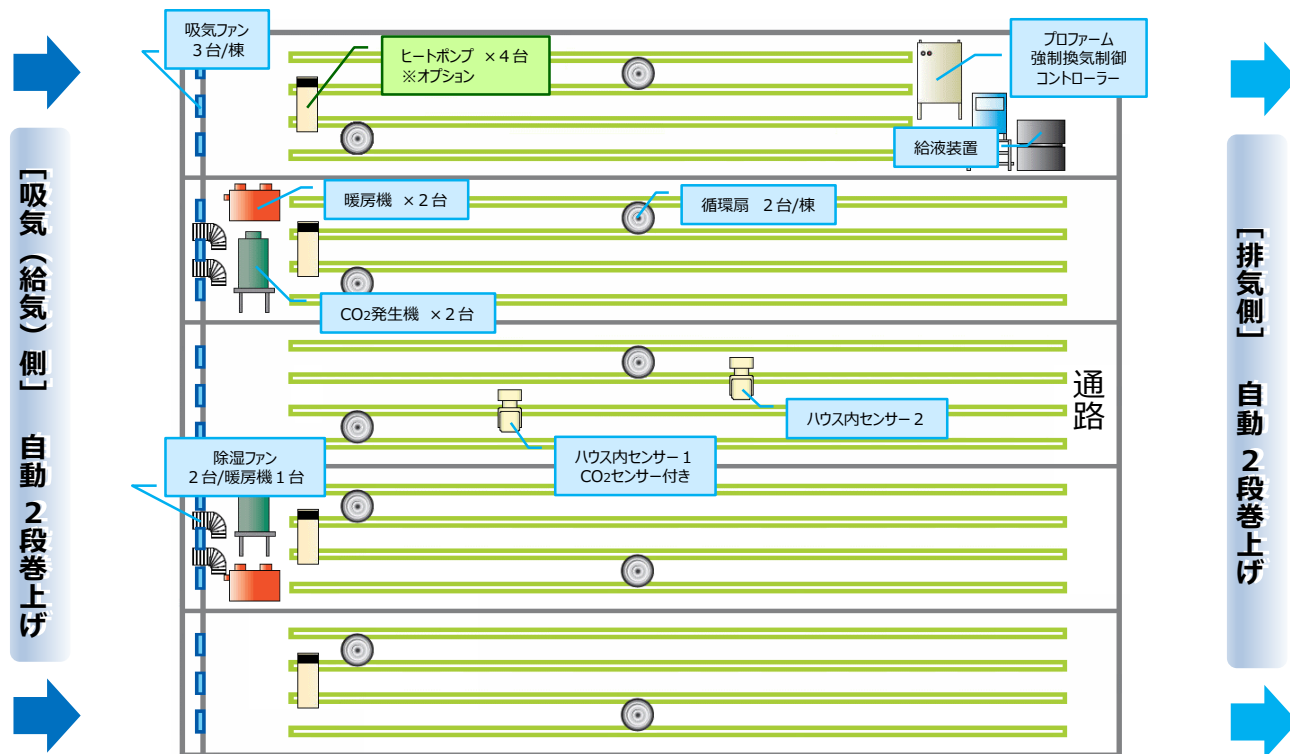 吸気ファン
３台/棟
ヒートポンプ ×４台
※オプション
プロファーム
強制換気制御
コントローラー
給液装置
暖房機 ×２台
循環扇 ２台/棟
CO2発生機 ×２台
ハウス内センサー２
ハウス内センサー１
CO2センサー付き
除湿ファン
２台/暖房機１台
通路
［吸気（給気）側］ 自動２段巻上げ
［排気側］ 自動２段巻上げ